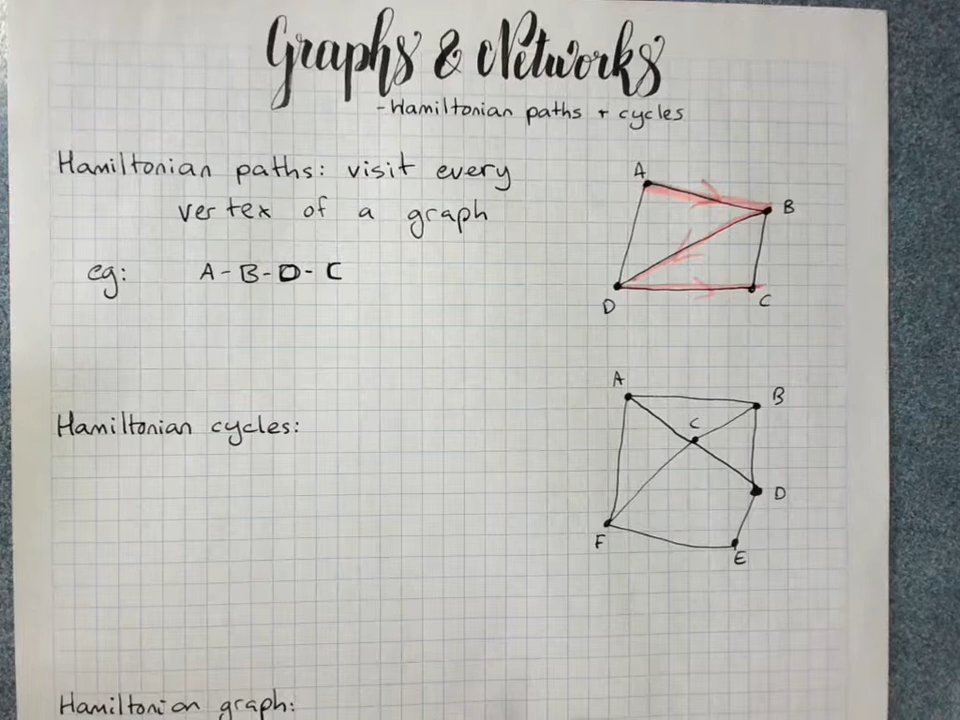 Graphs & Networks
- Hamiltonian paths + cycles
Hamiltonian paths: visit every
vertex of a graph
eg: A - B - D - C
A
B
D
C
Hamiltonian cycles:
A
B
C
D
F
E
Hamiltonian graph: